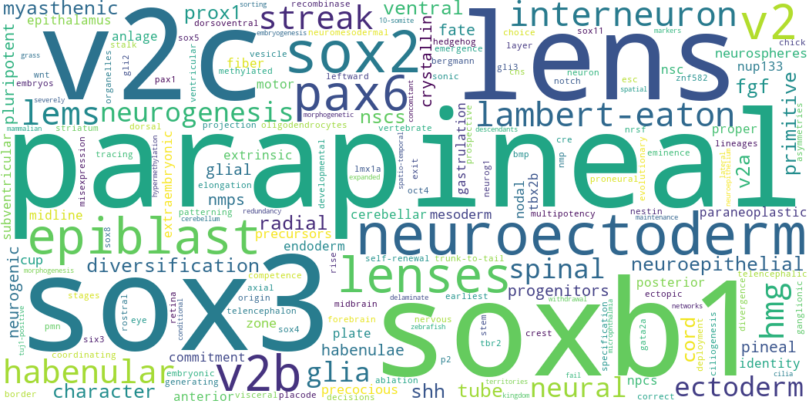 myasthenic
prox1
streak
ventral
interneuron
v2
epithalamus
sorting
recombinase
dorsoventral
10-somite
v2c
sox2
lens
pluripotent
anlage
neuromesodermal
embryogenesis
fate
hedgehog
emergence
sox11
choice
layer
markers
chick
neurospheres
stalk
sox5
vesicle
bergmann
grass
gli2
fiber
organelles
ventricular
crystallin
gli3
cns
neuron
esc
nsc
znf582
nup133
wnt
embryos
methylated
leftward
pax6
concomitant
sonic
notch
spatial
fgf
severely
pax1
motor
morphogenetic
lems
neurogenesis
nscs
lambert-eaton
primitive
asymmetries
mammalian
striatum
dorsal
projection
oligodendrocytes
vertebrate
descendants
nrsf
proper
lineages
parapineal
subventricular
tracing
misexpression
hypermethylation
extraembryonic
extrinsic
developmental
spatio-temporal
exit
gastrulation
prospective
neurog1
bmp
cre
nmp
eminence
proneural
evolutionary
v2a
glial
elongation
lmx1a
expanded
oct4
nodal
tbx2b
nmps
midline
patterning
cerebellum
redundancy
radial
cerebellar
mesoderm
multipotency
nestin
maintenance
paraneoplastic
epiblast
sox8
precursors
endoderm
neuroectoderm
neurogenic
cup
diversification
competence
rise
self-renewal
trunk-to-tail
spinal
neuroepithelial
morphogenesis
stages
axial
origin
lenses
progenitors
posterior
telencephalic
sox3
rostral
retina
conditional
telencephalon
midbrain
delaminate
earliest
withdrawal
ectopic
networks
divergence
hmg
ganglionic
zone
sox4
forebrain
nervous
zebrafish
soxb1
stem
specification
microphthalmia
gata2a
cord
deployment
ciliogenesis
tuj-positive
pmn
six3
eye
plate
crest
tbr2
pineal
cilia
coordinating
commitment
habenulae
p2
fail
npcs
identity
habenular
embryonic
generating
v2b
glia
ablation
neural
correct
ectoderm
border
character
anterior
visceral
placode
precocious
decisions
shh
tube
territories
kingdom